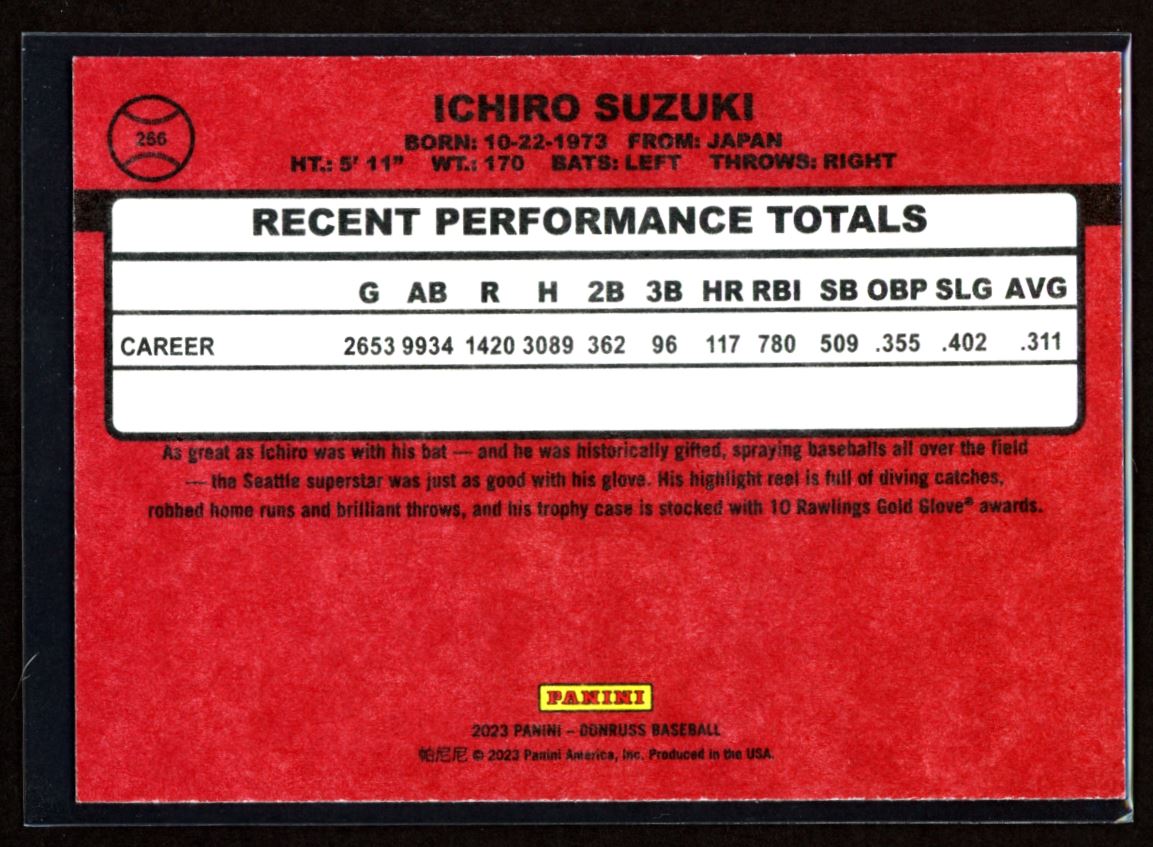 266
ICHIRO SUZUKI
BORN: 10-22-1973 FROM: JAPAN
HT.: 5' 11" WT.: 170 BATS: LEFT THROWS: RIGHT
RECENT PERFORMANCE TOTALS
G AB R H 2B 3B HR RBI SB OBP SLG AVG
CAREER 2653 9934 1420 3089 362 96 117 780 509 .355 .402 .311
As great as Ichiro was with his bat — and he was historically gifted, spraying baseballs all over the field
— the Seattle superstar was just as good with his glove. His highlight reel is full of diving catches,
robbed home runs and brilliant throws, and his trophy case is stocked with 10 Rawlings Gold Glove® awards.
PANINI
2023 PANINI – DONRUSS BASEBALL
帕尼尼 © 2023 Panini America, Inc. Produced in the USA.